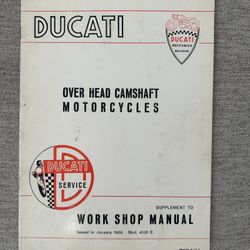 DUCATI
DUCATI
MECCANICA
BOLOGNA
OVER HEAD CAMSHAFT
MOTORCYCLES
DUCATI
SERVICE
SUPPLEMENT TO
WORK SHOP MANUAL
Issued in January 1966 - Mod. 4106 E